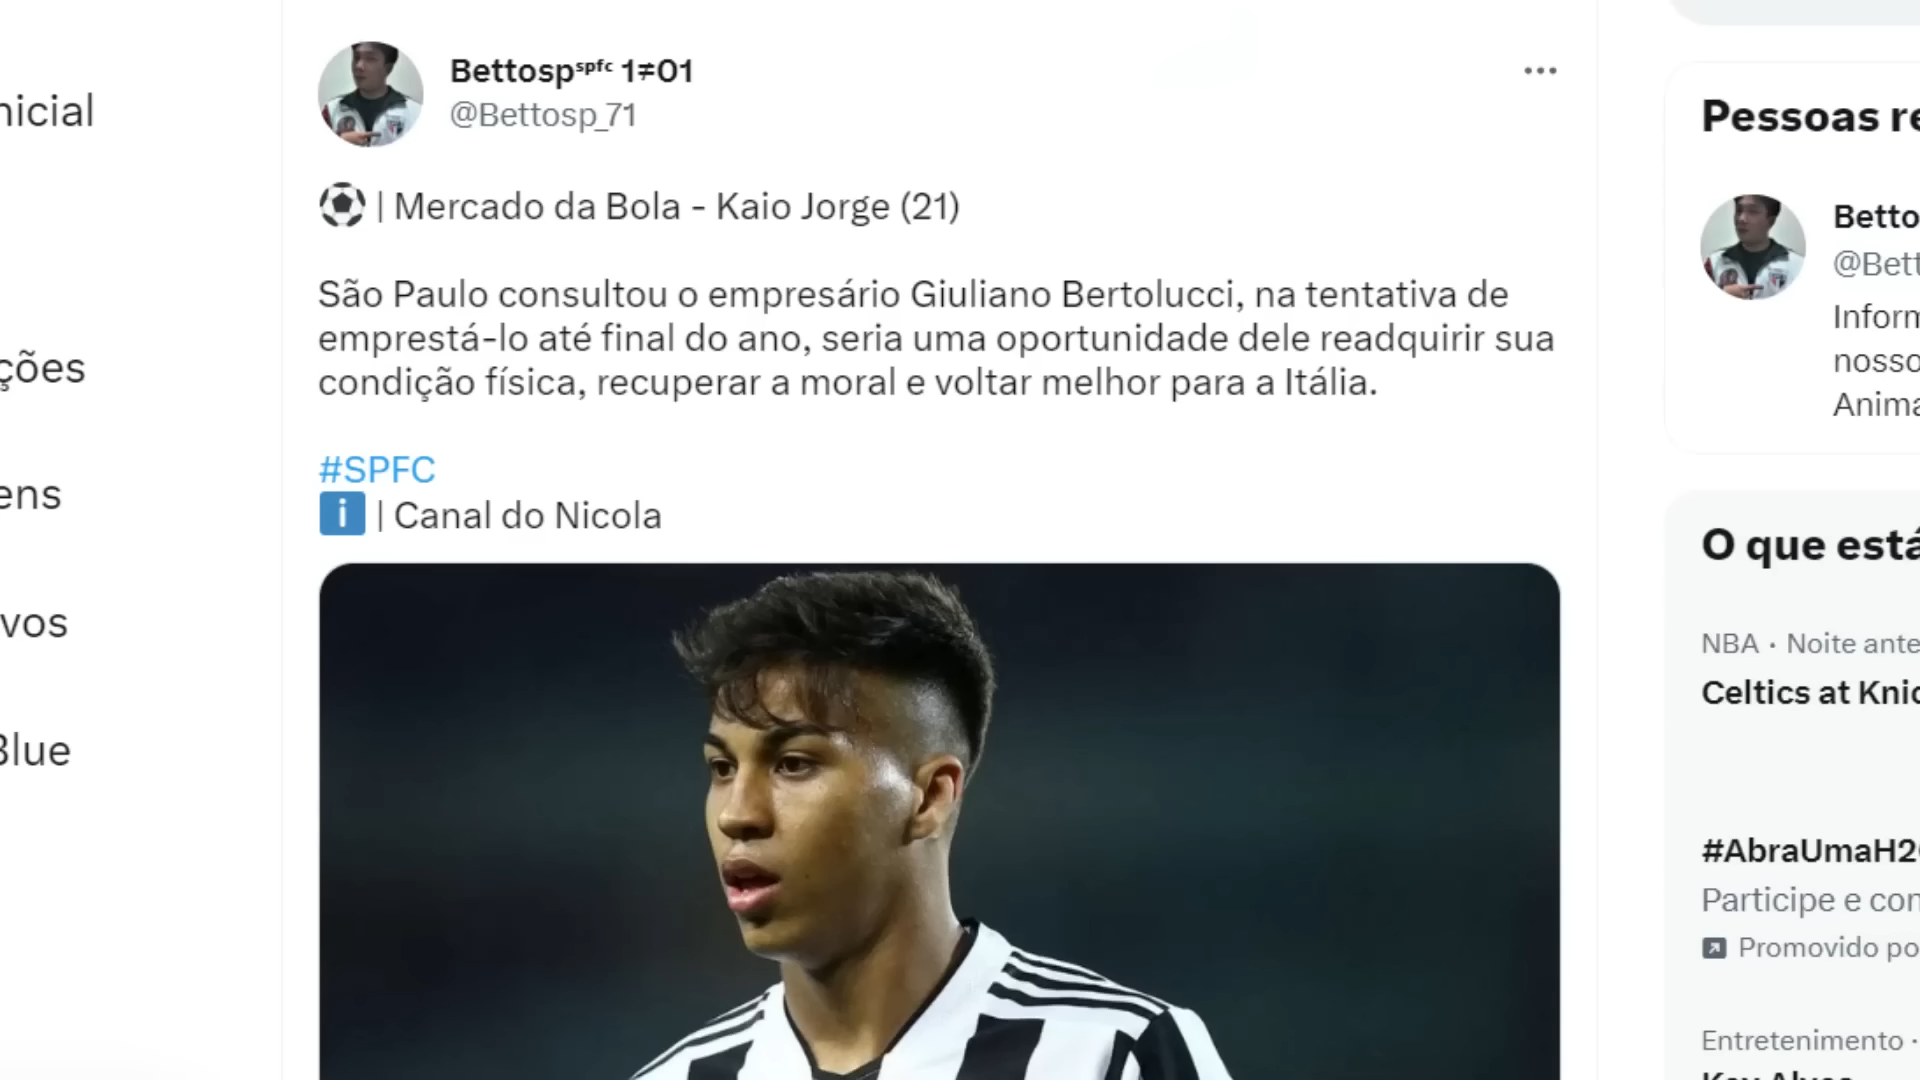 nicial
ções
ens
vos
Blue
Bettospˢᵖᶠᶜ 1≠01
@Bettosp_71
| Mercado da Bola - Kaio Jorge (21)
São Paulo consultou o empresário Giuliano Bertolucci, na tentativa de
emprestá-lo até final do ano, seria uma oportunidade dele readquirir sua
condição física, recuperar a moral e voltar melhor para a Itália.
#SPFC
i | Canal do Nicola
Pessoas re
Betto
@Bett
Inform
nosso
Anima
O que está
NBA · Noite ante
Celtics at Knic
#AbraUmaH2
Participe e con
Promovido po
Entretenimento ·